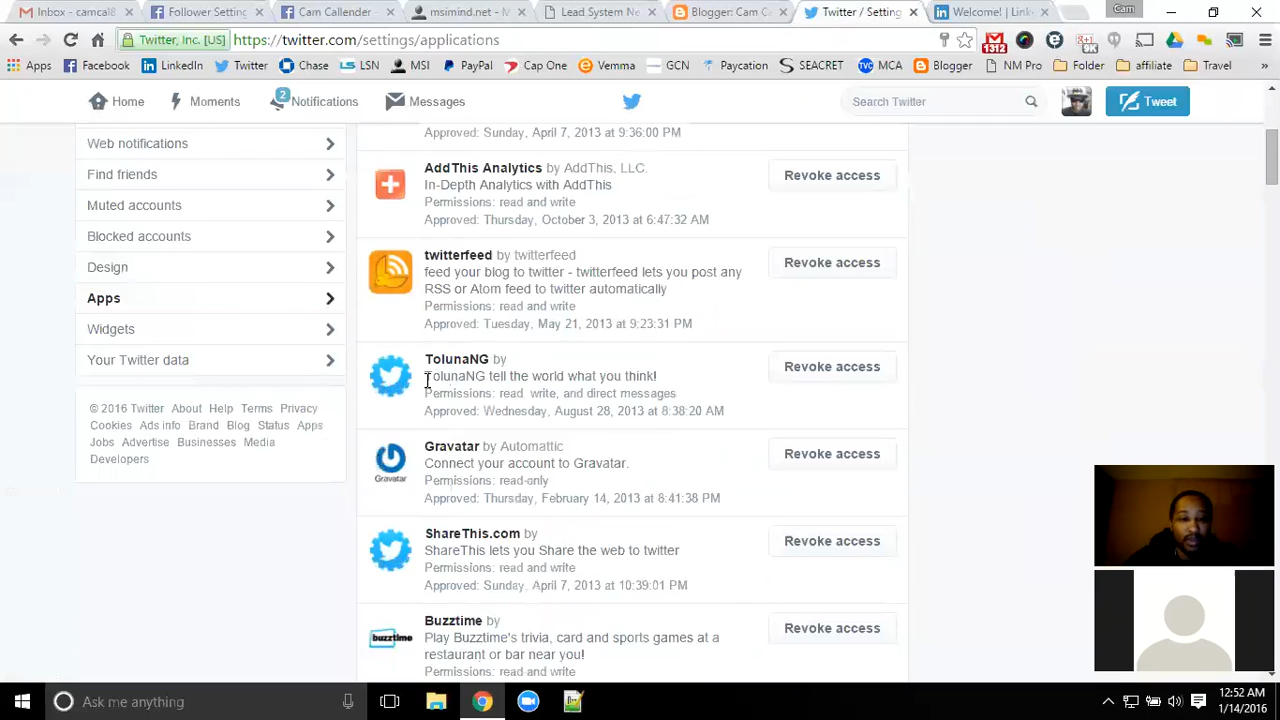 Inbox - camcal8
Follower Setting
Cam Callender
msimind.net - M
Lead System Ne
Blogger: Cam C
Twitter / Setting
Welcome! | Link
Cam
Twitter, Inc. [US]
https://twitter.com/settings/applications
1312
9K
Apps
Facebook
LinkedIn
Twitter
Chase
LSN
MSI
PayPal
Cap One
Vemma
GCN
Paycation
SEACRET
MCA
Blogger
NM Pro
Folder
affiliate
Travel
Home
Moments
2
Notifications
Messages
Search Twitter
Tweet
Web notifications
Find friends
Muted accounts
Blocked accounts
Design
Apps
Widgets
Your Twitter data
© 2016 Twitter About Help Terms Privacy
Cookies Ads info Brand Blog Status Apps
Jobs Advertise Businesses Media
Developers
Approved: Sunday, April 7, 2013 at 9:36:00 PM
AddThis Analytics by AddThis, LLC.
In-Depth Analytics with AddThis
Permissions: read and write
Approved: Thursday, October 3, 2013 at 6:47:32 AM
Revoke access
twitterfeed by twitterfeed
feed your blog to twitter - twitterfeed lets you post any
RSS or Atom feed to twitter automatically
Permissions: read and write
Approved: Tuesday, May 21, 2013 at 9:23:31 PM
Revoke access
TolunaNG by
TolunaNG tell the world what you think!
Permissions: read, write, and direct messages
Approved: Wednesday, August 28, 2013 at 8:38:20 AM
Revoke access
Gravatar
Gravatar by Automattic
Connect your account to Gravatar.
Permissions: read-only
Approved: Thursday, February 14, 2013 at 8:41:38 PM
Revoke access
ShareThis.com by
ShareThis lets you Share the web to twitter
Permissions: read and write
Approved: Sunday, April 7, 2013 at 10:39:01 PM
Revoke access
buzztime
Buzztime by
Play Buzztime's trivia, card and sports games at a
restaurant or bar near you!
Permissions: read and write
Revoke access
Ask me anything
12:52 AM
1/14/2016